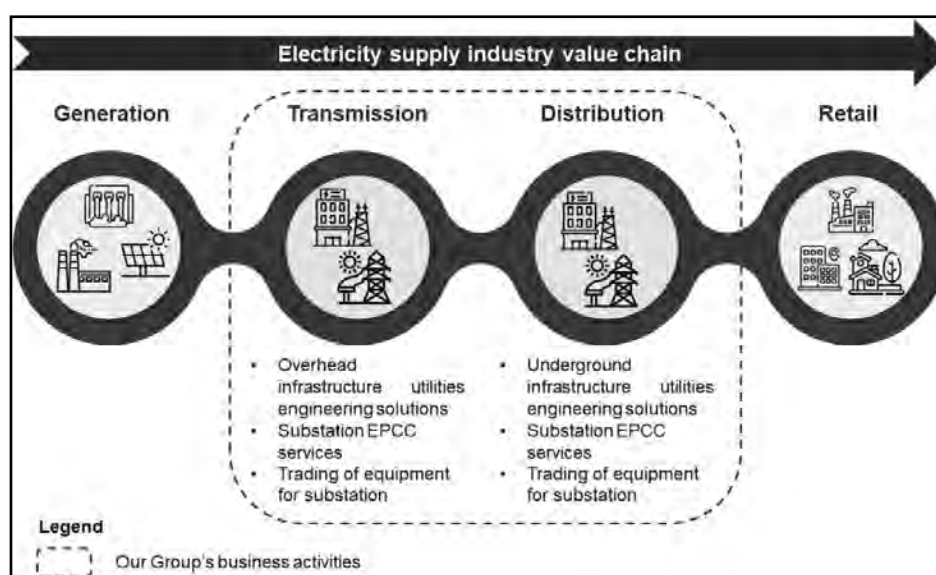 Electricity supply industry value chain
Generation
Transmission
Distribution
Retail
• Overhead
infrastructure utilities
engineering solutions
• Substation EPCC
services
• Trading of equipment
for substation
• Underground
infrastructure utilities
engineering solutions
• Substation EPCC
services
• Trading of equipment
for substation
Legend
Our Group's business activities